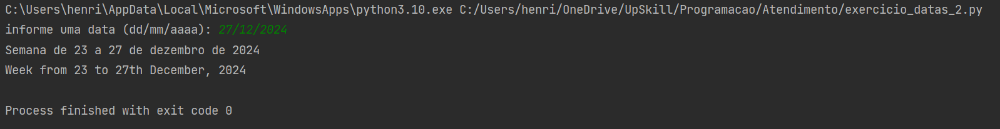 C:\Users\henri\AppData\Local\Microsoft\WindowsApps\python3.10.exe C:/Users/henri/OneDrive/UpSkill/Programacao/Atendimento/exercicio_datas_2.py
informe uma data (dd/mm/aaaa): 27/12/2024
Semana de 23 a 27 de dezembro de 2024
Week from 23 to 27th December, 2024
Process finished with exit code 0